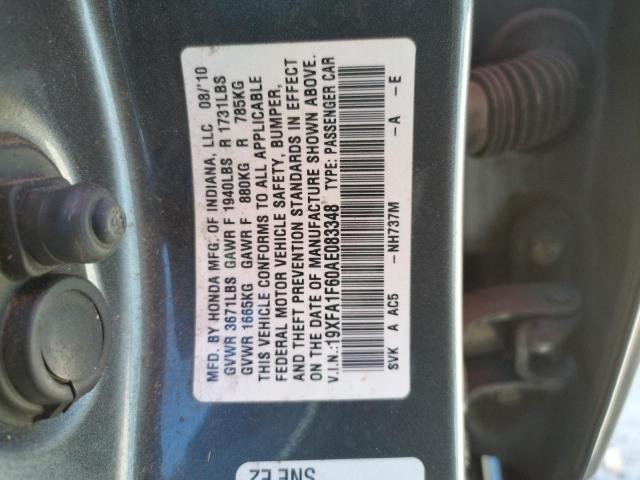 MFD. BY HONDA MFG. OF INDIANA, LLC 08/'10
GVWR 3671LBS GAWR F 1940LBS R 1731LBS
GVWR 1665KG GAWR F 880KG R 785KG
THIS VEHICLE CONFORMS TO ALL APPLICABLE
FEDERAL MOTOR VEHICLE SAFETY, BUMPER,
AND THEFT PREVENTION STANDARDS IN EFFECT
ON THE DATE OF MANUFACTURE SHOWN ABOVE.
V.I.N.:19XFA1F60AE083348 TYPE: PASSENGER CAR
SVK A AC5 -NH737M -A -E